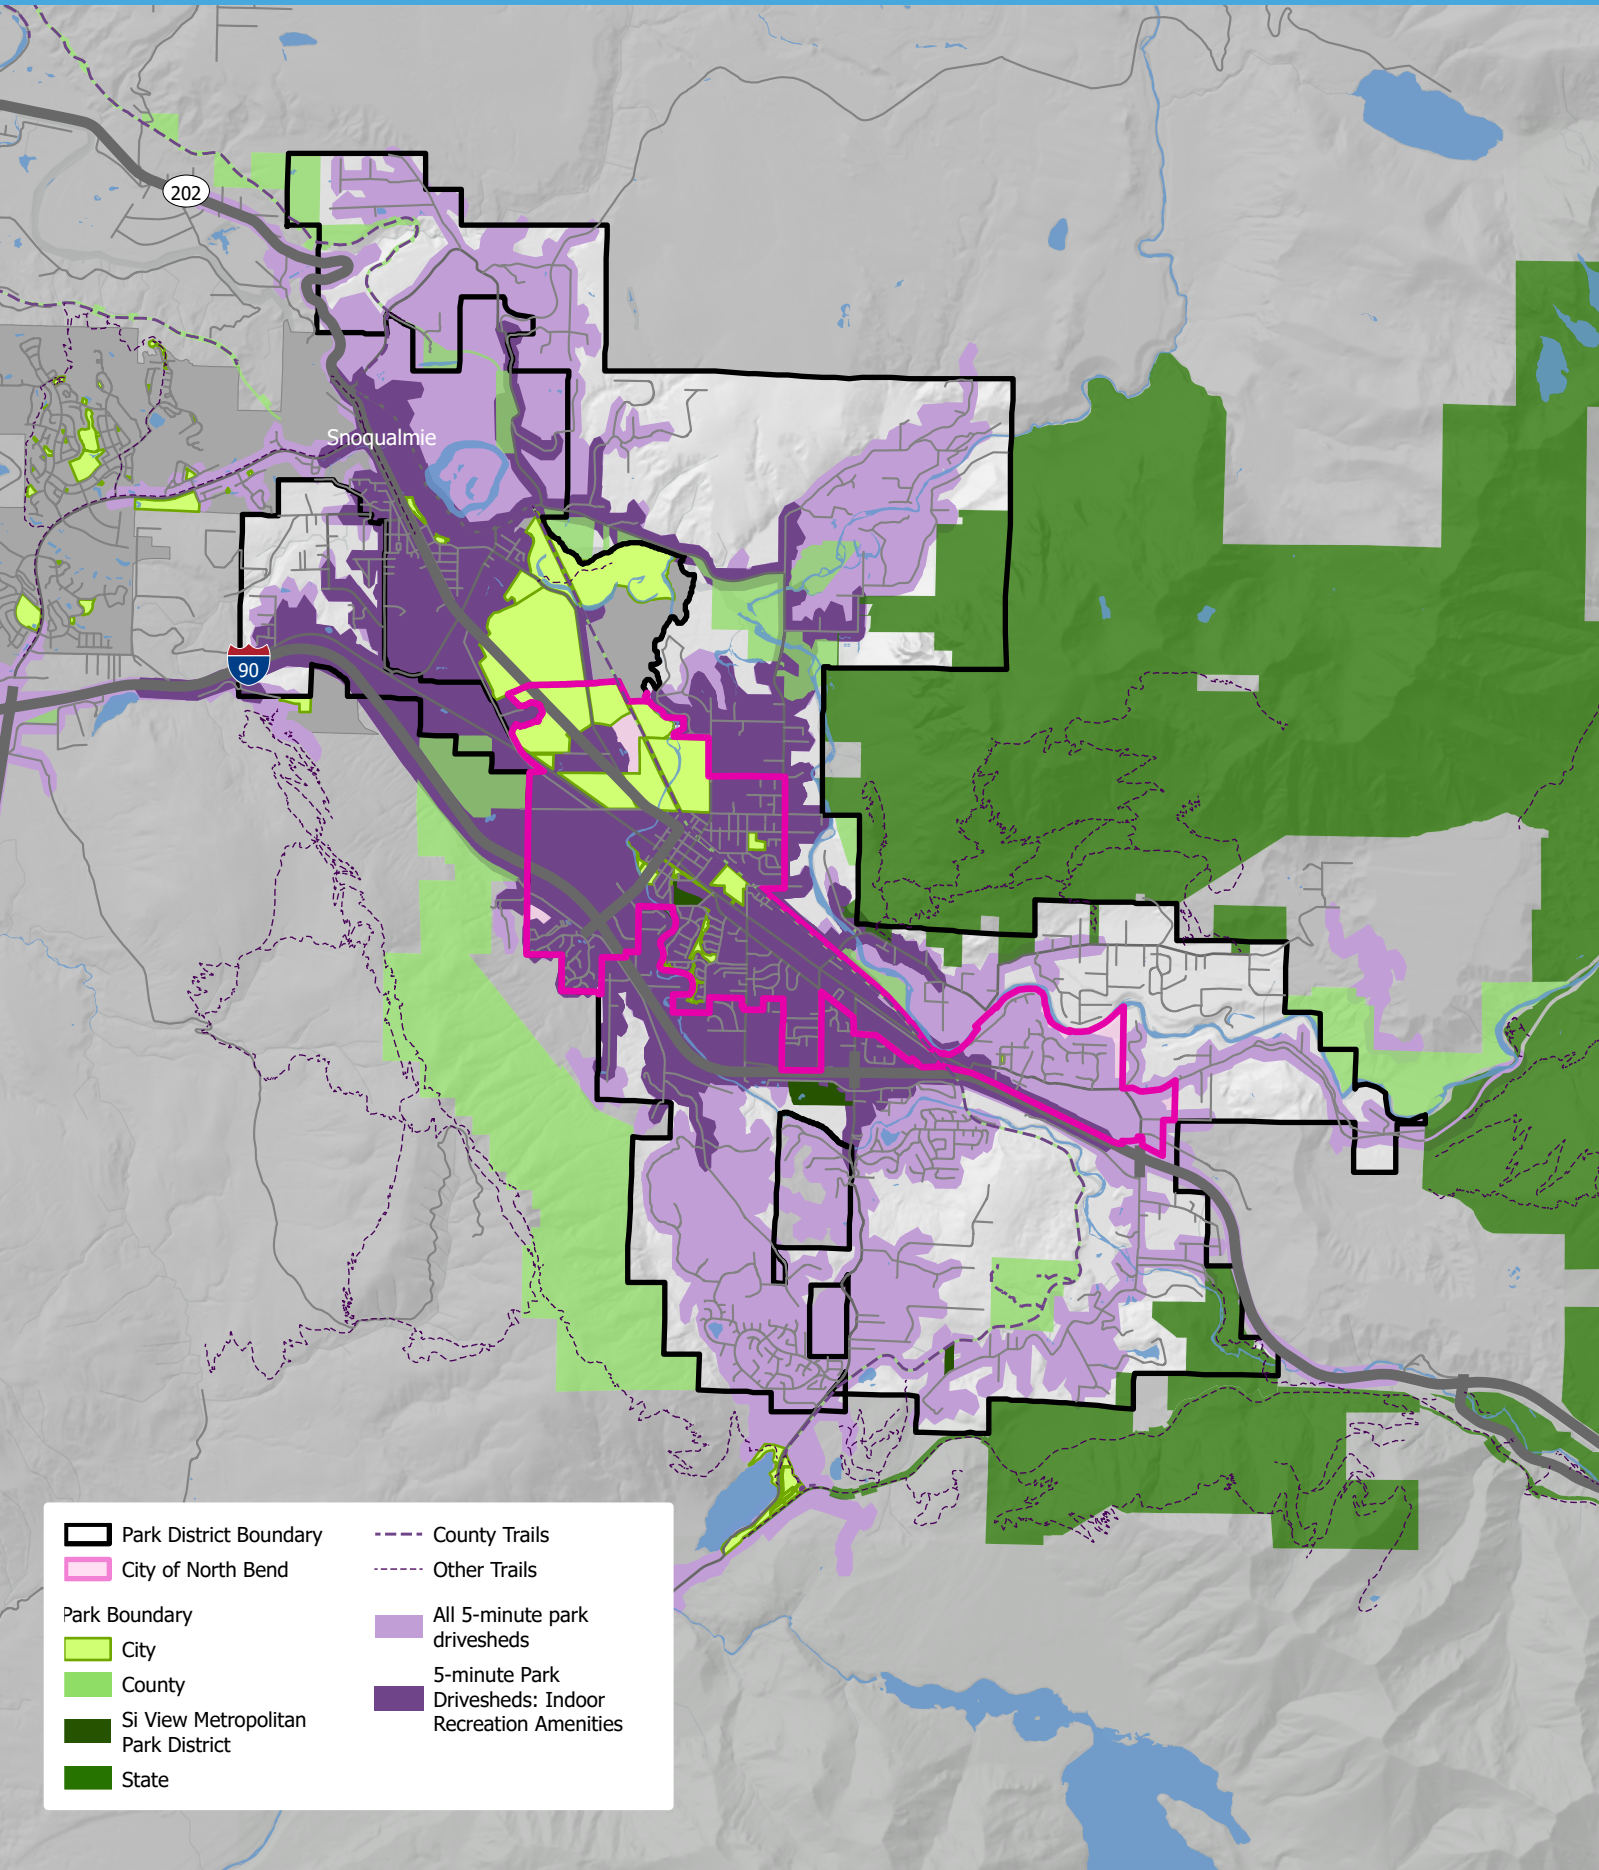 202
Snoqualmie
90
Park District Boundary
City of North Bend
Park Boundary
City
County
Si View Metropolitan
Park District
State
County Trails
Other Trails
All 5-minute park
drivesheds
5-minute Park
Drivesheds: Indoor
Recreation Amenities